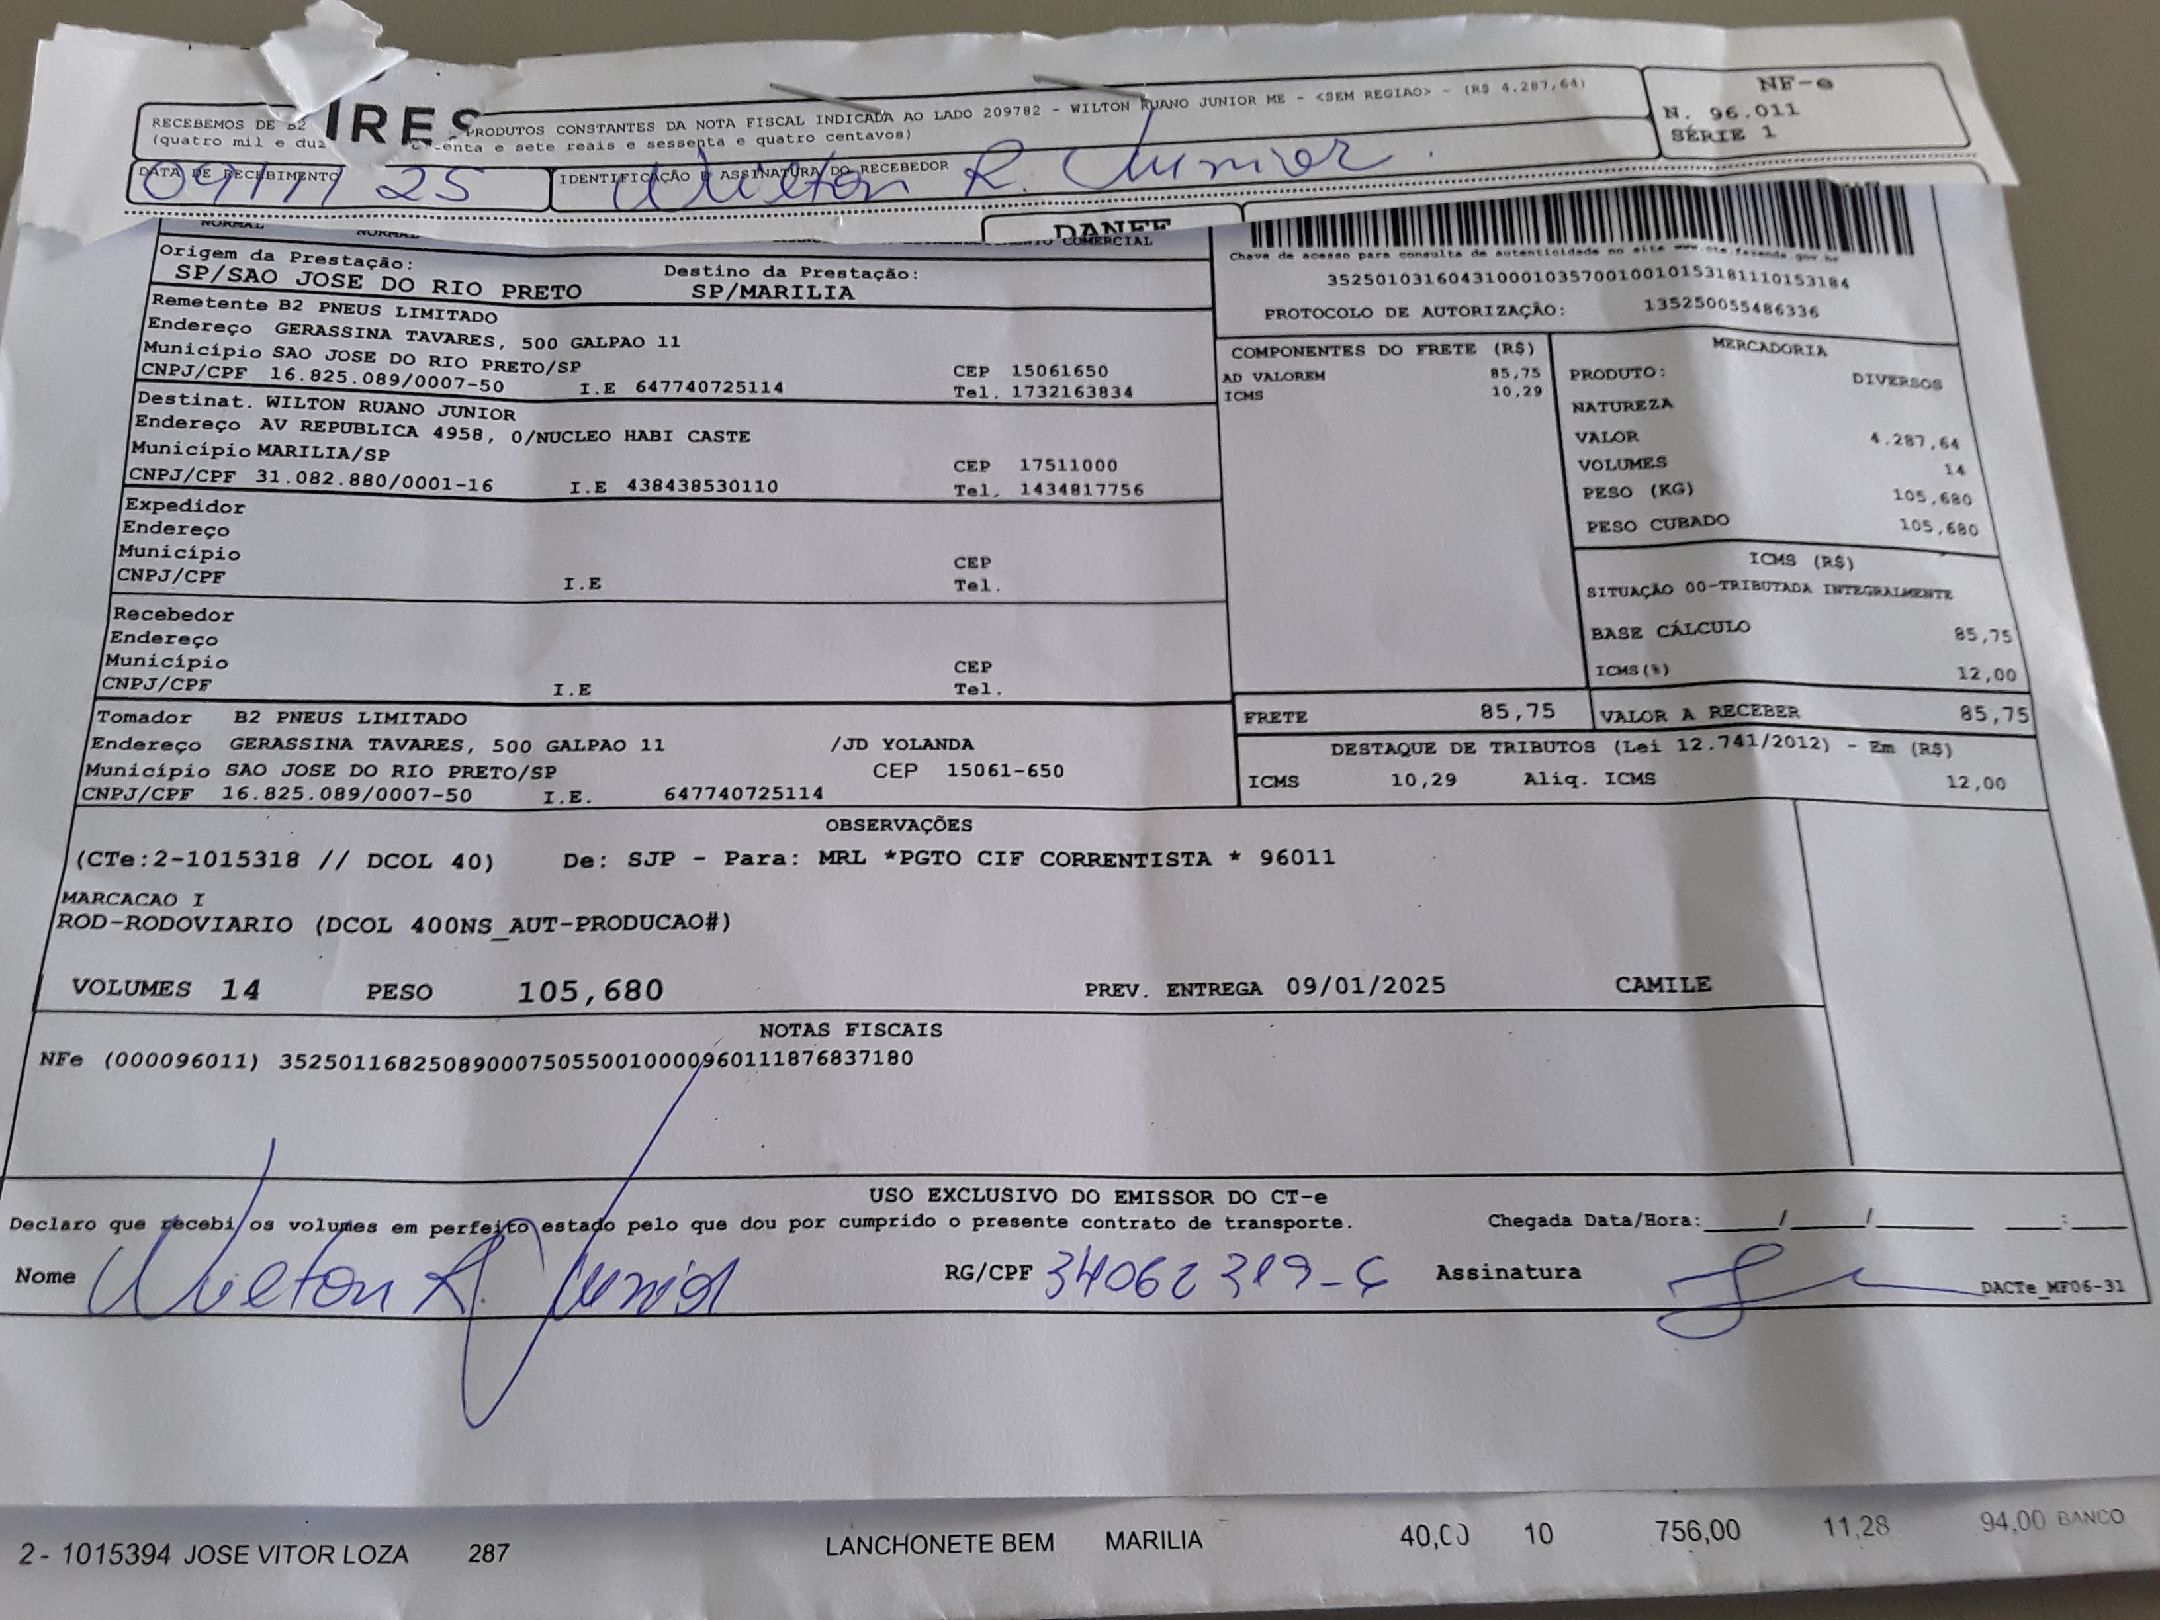 IRES
RECEBEMOS DE B2 PRODUTOS CONSTANTES DA NOTA FISCAL INDICADA AO LADO 209782 - WILTON RUANO JUNIOR ME - <SEM REGIAO> - (R$ 4.287,64)
(quatro mil e duz enta e sete reais e sessenta e quatro centavos)
NF-e
N. 96.011
SÉRIE 1
DATA DE RECEBIMENTO
IDENTIFICAÇÃO E ASSINATURA DO RECEBEDOR
Wilton R. Junior.
DANFE
NORMAL NORMAL COMERCIAL
Origem da Prestação:
SP/SAO JOSE DO RIO PRETO
Destino da Prestação:
SP/MARILIA
Chave de acesso para consulta de autenticidade no site www.cte.fazenda.gov.br
35250103160431000103570010010153181110153184
PROTOCOLO DE AUTORIZAÇÃO: 135250055486336
Remetente B2 PNEUS LIMITADO
Endereço GERASSINA TAVARES, 500 GALPAO 11
Município SAO JOSE DO RIO PRETO/SP CEP 15061650
CNPJ/CPF 16.825.089/0007-50 I.E 647740725114 Tel. 1732163834
Destinat. WILTON RUANO JUNIOR
Endereço AV REPUBLICA 4958, 0/NUCLEO HABI CASTE
Município MARILIA/SP CEP 17511000
CNPJ/CPF 31.082.880/0001-16 I.E 438438530110 Tel. 1434817756
Expedidor
Endereço
Município CEP
CNPJ/CPF I.E Tel.
Recebedor
Endereço
Município CEP
CNPJ/CPF I.E Tel.
Tomador B2 PNEUS LIMITADO
Endereço GERASSINA TAVARES, 500 GALPAO 11 /JD YOLANDA
Município SAO JOSE DO RIO PRETO/SP CEP 15061-650
CNPJ/CPF 16.825.089/0007-50 I.E. 647740725114
COMPONENTES DO FRETE (R$)
AD VALOREM 85,75
ICMS 10,29
MERCADORIA
PRODUTO: DIVERSOS
NATUREZA
VALOR 4.287,64
VOLUMES 14
PESO (KG) 105,680
PESO CUBADO 105,680
ICMS (R$)
SITUAÇÃO 00-TRIBUTADA INTEGRALMENTE
BASE CÁLCULO 85,75
ICMS(%) 12,00
FRETE 85,75 VALOR A RECEBER 85,75
DESTAQUE DE TRIBUTOS (Lei 12.741/2012) - Em (R$)
ICMS 10,29 Aliq. ICMS 12,00
OBSERVAÇÕES
(CTe:2-1015318 // DCOL 40) De: SJP - Para: MRL *PGTO CIF CORRENTISTA * 96011
MARCACAO I
ROD-RODOVIARIO (DCOL 400NS_AUT-PRODUCAO#)
VOLUMES 14 PESO 105,680 PREV. ENTREGA 09/01/2025 CAMILE
NOTAS FISCAIS
NFe (000096011) 35250116825089000750550010000960111876837180
USO EXCLUSIVO DO EMISSOR DO CT-e
Declaro que recebi os volumes em perfeito estado pelo que dou por cumprido o presente contrato de transporte. Chegada Data/Hora:____/____/____ ___:___
Nome Wilton R. Junior RG/CPF Assinatura
DACTe_MF06-31
2 - 1015394 JOSE VITOR LOZA 287 LANCHONETE BEM MARILIA 40,00 10 756,00 11,28 94,00 BANCO